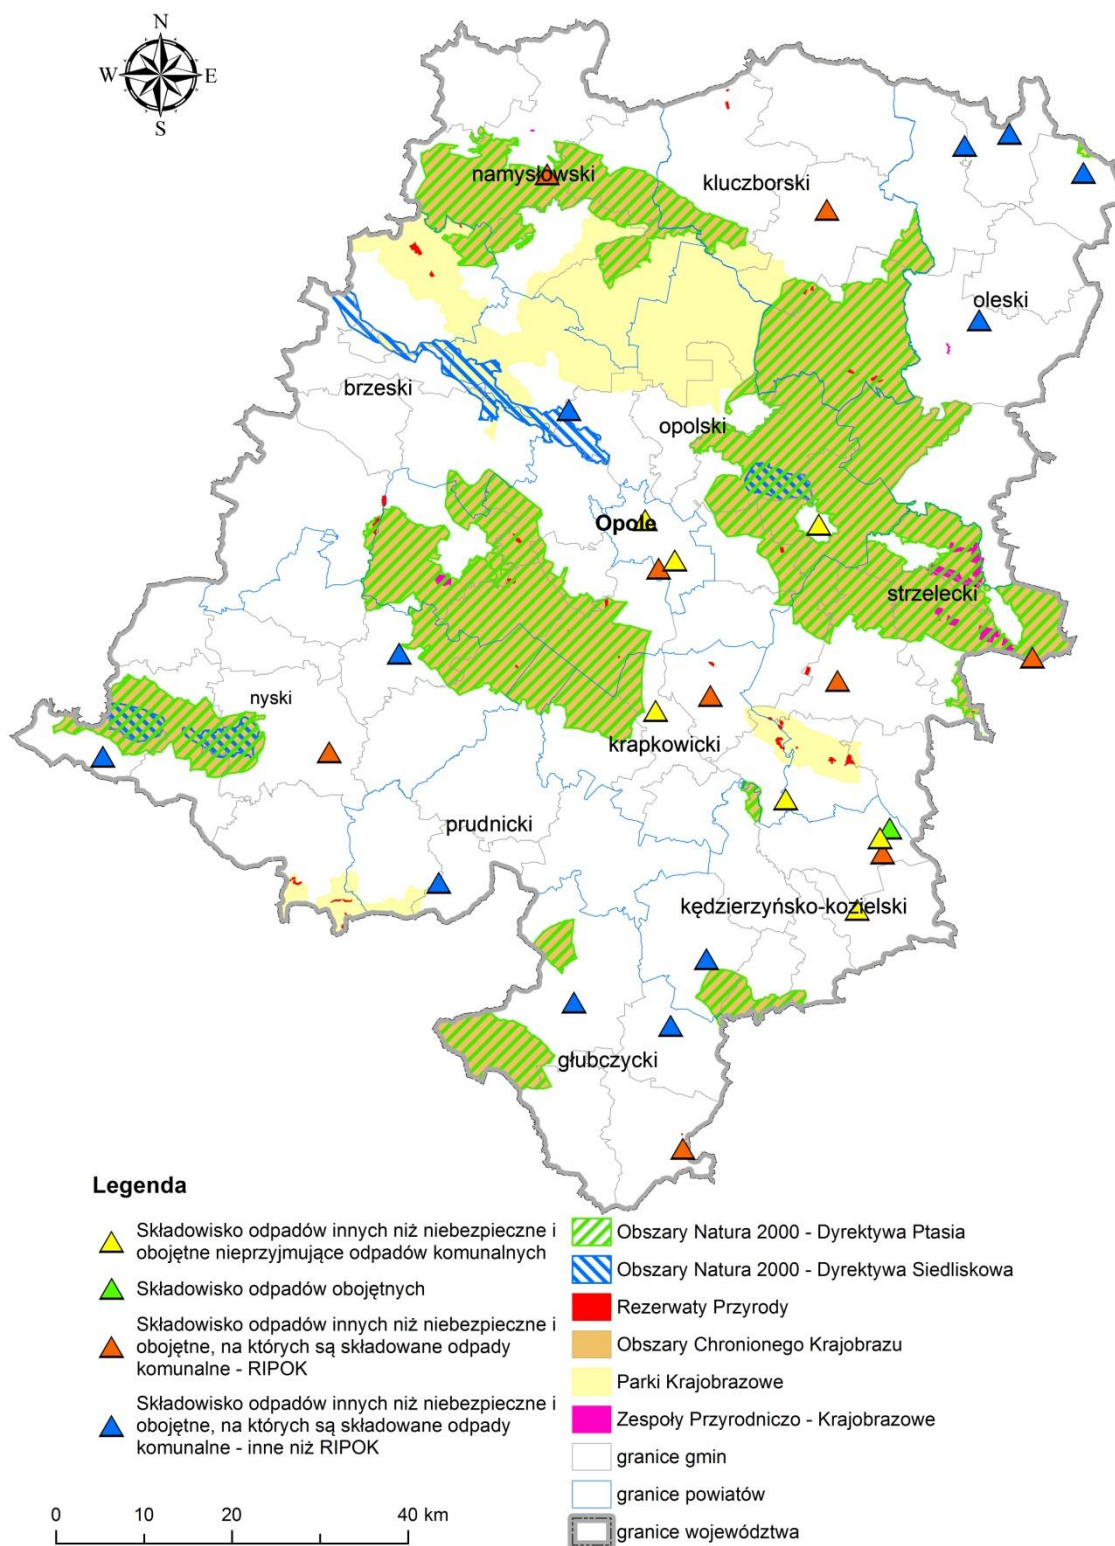 N
W E
S
namysłowski
kluczborski
oleski
brzeski
opolski
Opole
strzelecki
nyski
krapkowicki
prudnicki
kędzierzyńsko-kozielski
głubczycki
Legenda
Składowisko odpadów innych niż niebezpieczne i
obojętne nieprzyjmujące odpadów komunalnych
Składowisko odpadów obojętnych
Składowisko odpadów innych niż niebezpieczne i
obojętne, na których są składowane odpady
komunalne - RIPOK
Składowisko odpadów innych niż niebezpieczne i
obojętne, na których są składowane odpady
komunalne - inne niż RIPOK
Obszary Natura 2000 - Dyrektywa Ptasia
Obszary Natura 2000 - Dyrektywa Siedliskowa
Rezerwaty Przyrody
Obszary Chronionego Krajobrazu
Parki Krajobrazowe
Zespoły Przyrodniczo - Krajobrazowe
granice gmin
granice powiatów
granice województwa
0 10 20 40 km